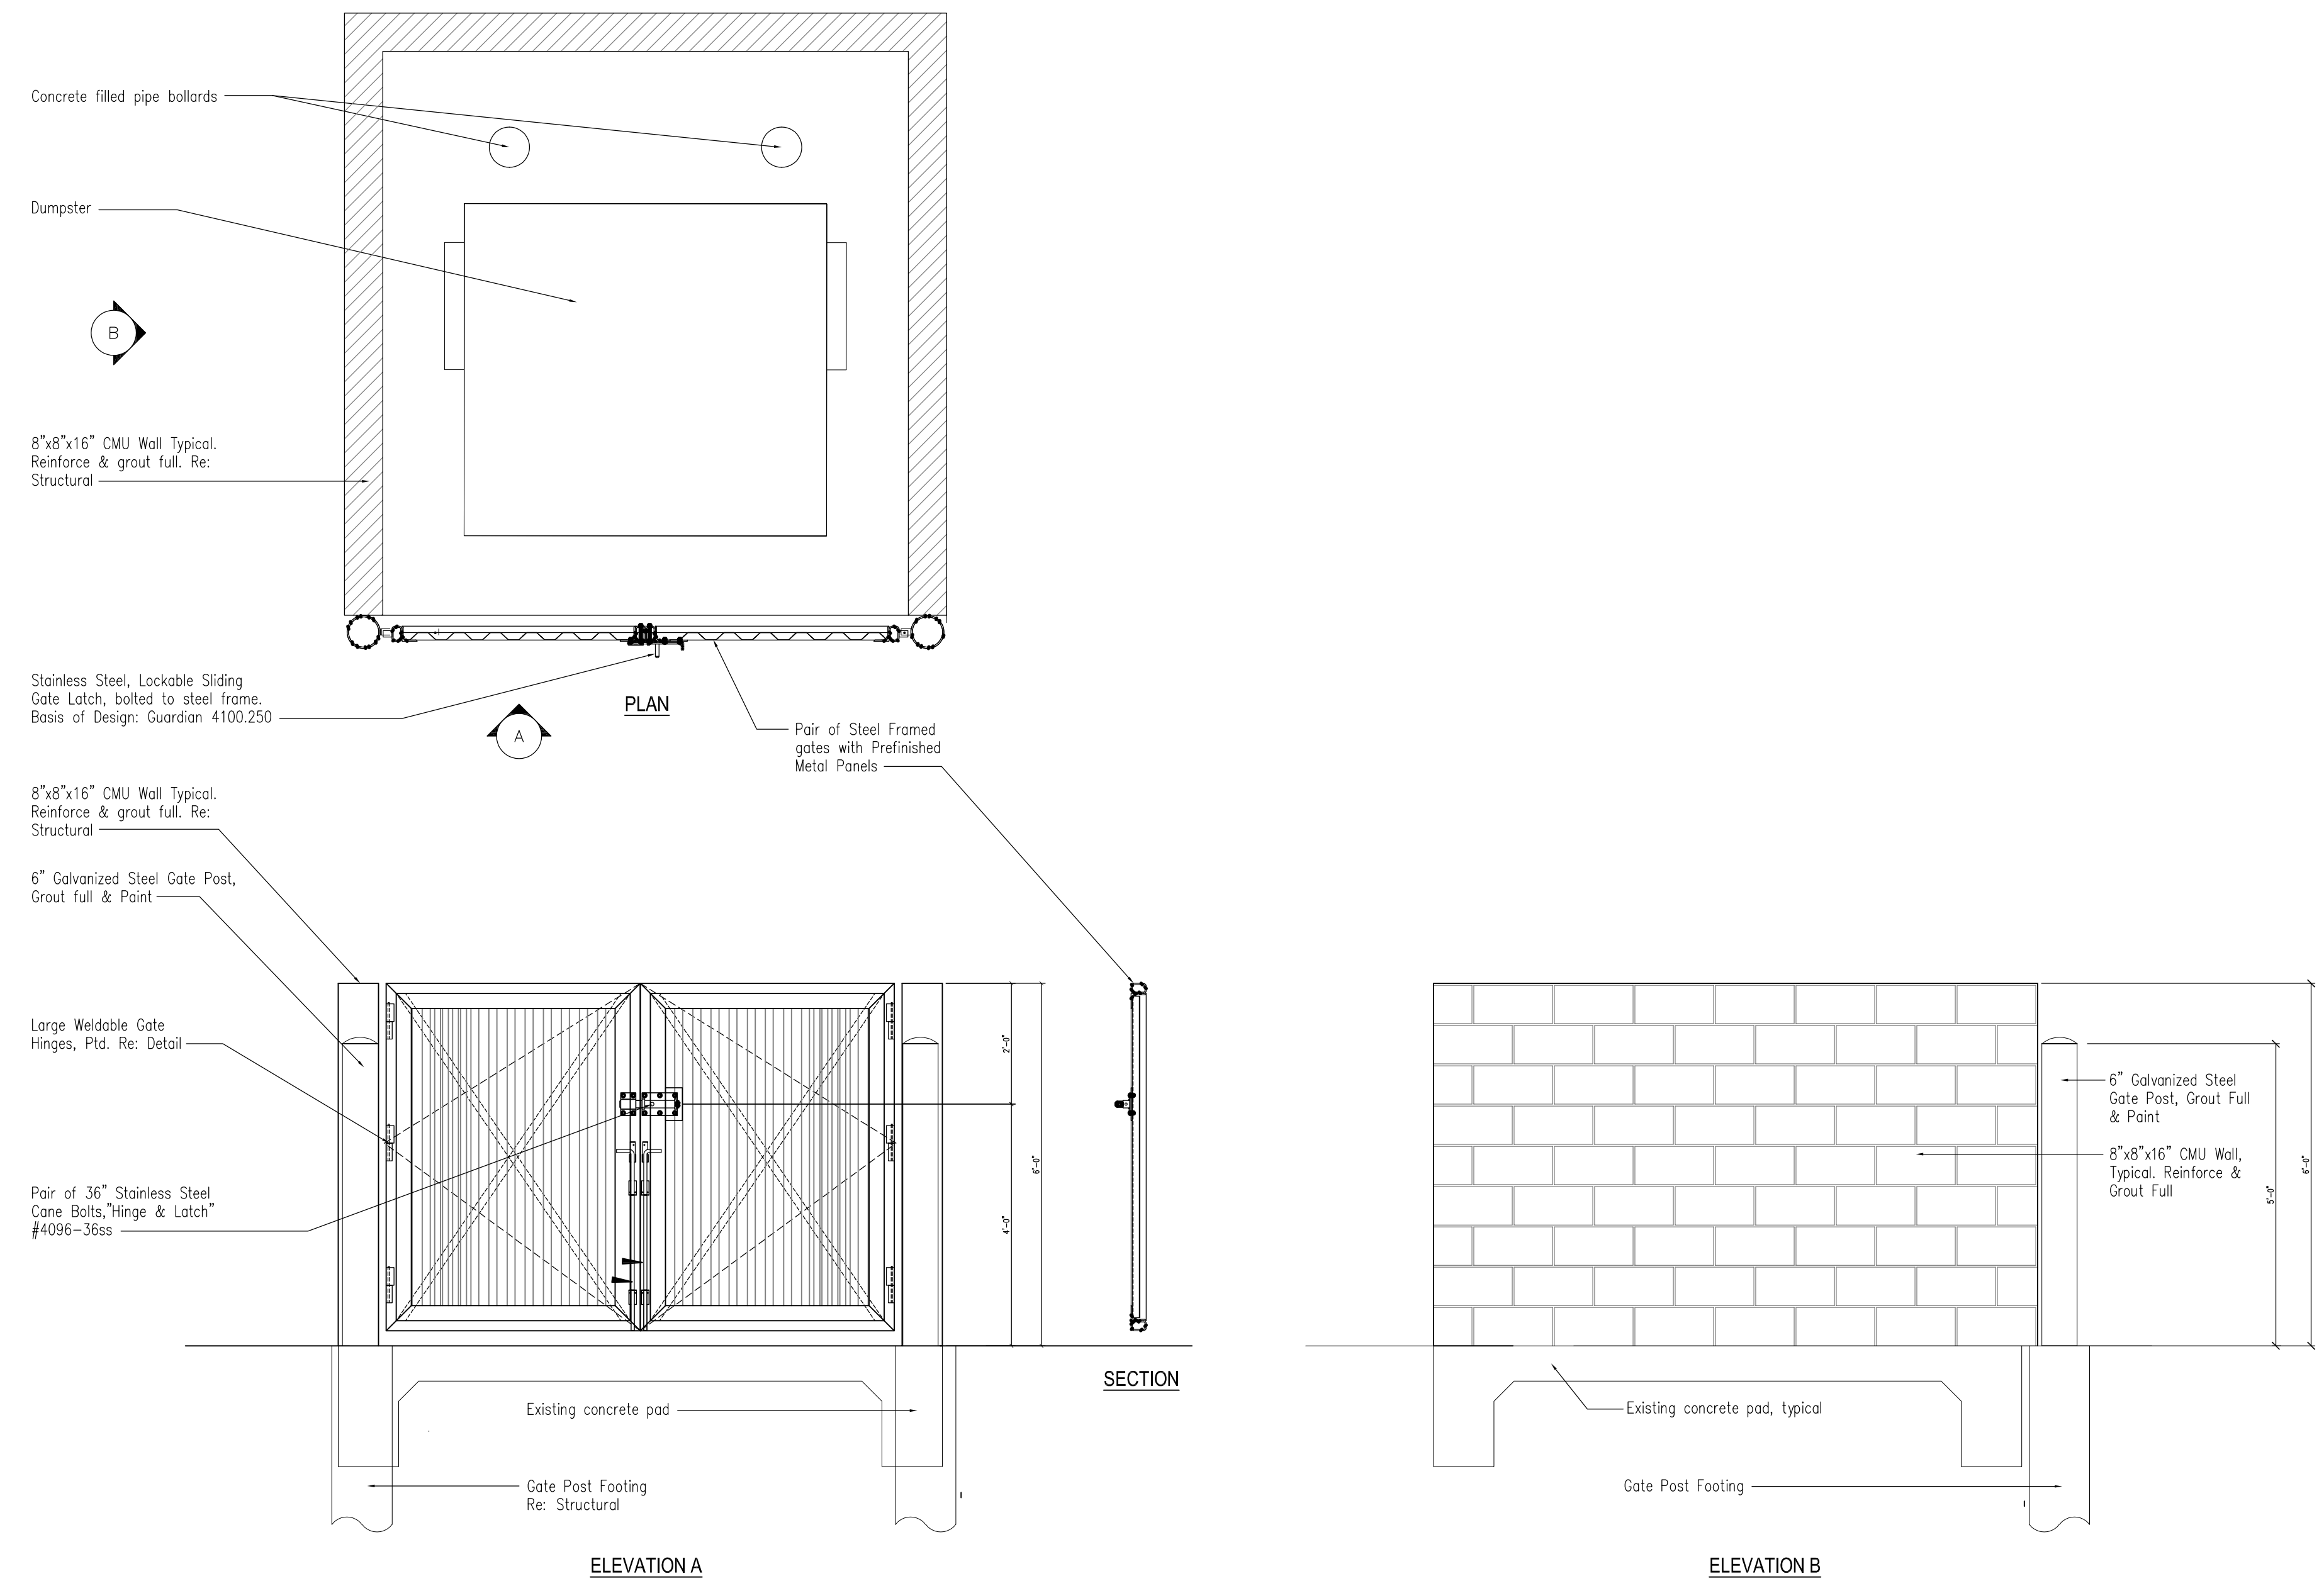 Concrete filled pipe bollards
Dumpster
B
8"x8"x16" CMU Wall Typical.
Reinforce & grout full. Re:
Structural
Stainless Steel, Lockable Sliding
Gate Latch, bolted to steel frame.
Basis of Design: Guardian 4100.250
PLAN
A
Pair of Steel Framed
gates with Prefinished
Metal Panels
8"x8"x16" CMU Wall Typical.
Reinforce & grout full. Re:
Structural
6" Galvanized Steel Gate Post,
Grout full & Paint
Large Weldable Gate
Hinges, Ptd. Re: Detail
Pair of 36" Stainless Steel
Cane Bolts,"Hinge & Latch"
#4096-36ss
2'-0"
6'-0"
4'-0"
SECTION
Existing concrete pad
Gate Post Footing
Re: Structural
ELEVATION A
6" Galvanized Steel
Gate Post, Grout Full
& Paint
8"x8"x16" CMU Wall,
Typical. Reinforce &
Grout Full
5'-0"
6'-0"
Existing concrete pad, typical
Gate Post Footing
ELEVATION B